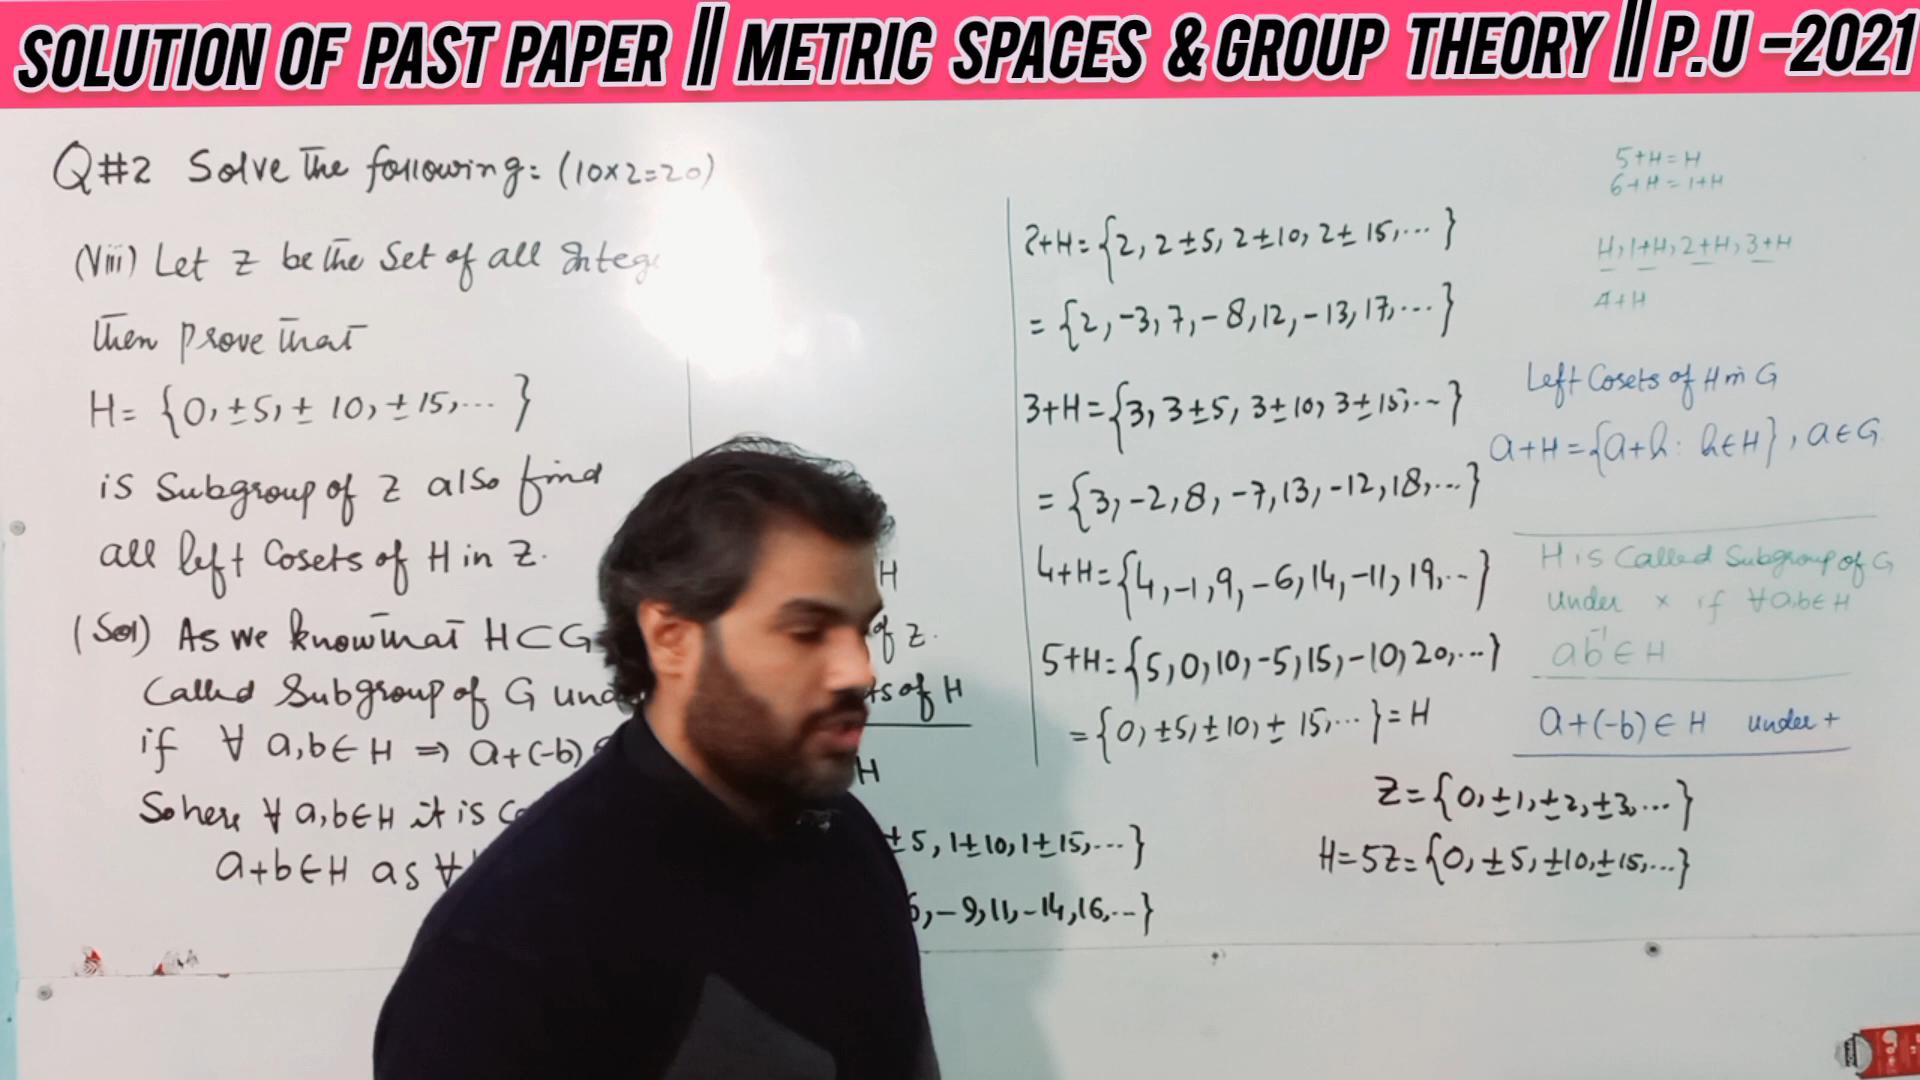 SOLUTION OF PAST PAPER || METRIC SPACES & GROUP THEORY || P.U -2021
Q#2 Solve the following: (10×2=20)
(Viii) Let Z be the Set of all
then prove that
H= {0, ±5, ± 10, ±15, ... }
is Subgroup of Z also find
all left Cosets of H in Z.
(Sol) As we know that H⊂G
Called Subgroup of G
if ∀ a,b∈H ⇒ a+(-b)
So here ∀ a,b∈H it is
a+b∈H as ∀
H
of Z.
of H
H
±5, 1±10, 1±15, ... }
, -9, 11, -14, 16, ... }
2+H= {2, 2±5, 2±10, 2±15, ... }
= {2, -3, 7, -8, 12, -13, 17, ... }
3+H= {3, 3±5, 3±10, 3±15, ... }
= {3, -2, 8, -7, 13, -12, 18, ... }
4+H= {4, -1, 9, -6, 14, -11, 19, ... }
5+H= {5, 0, 10, -5, 15, -10, 20, ... }
= {0, ±5, ±10, ± 15, ... } = H
5+H=H
6+H=1+H
H, 1+H, 2+H, 3+H
4+H
Left Cosets of H in G
a+H={a+h: h∈H}, a∈G
H is Called Subgroup of G
under × if ∀a,b∈H
ab⁻¹∈H
a+(-b)∈H under +
Z={0, ±1, ±2, ±3, ... }
H=5Z={0, ±5, ±10, ±15, ... }